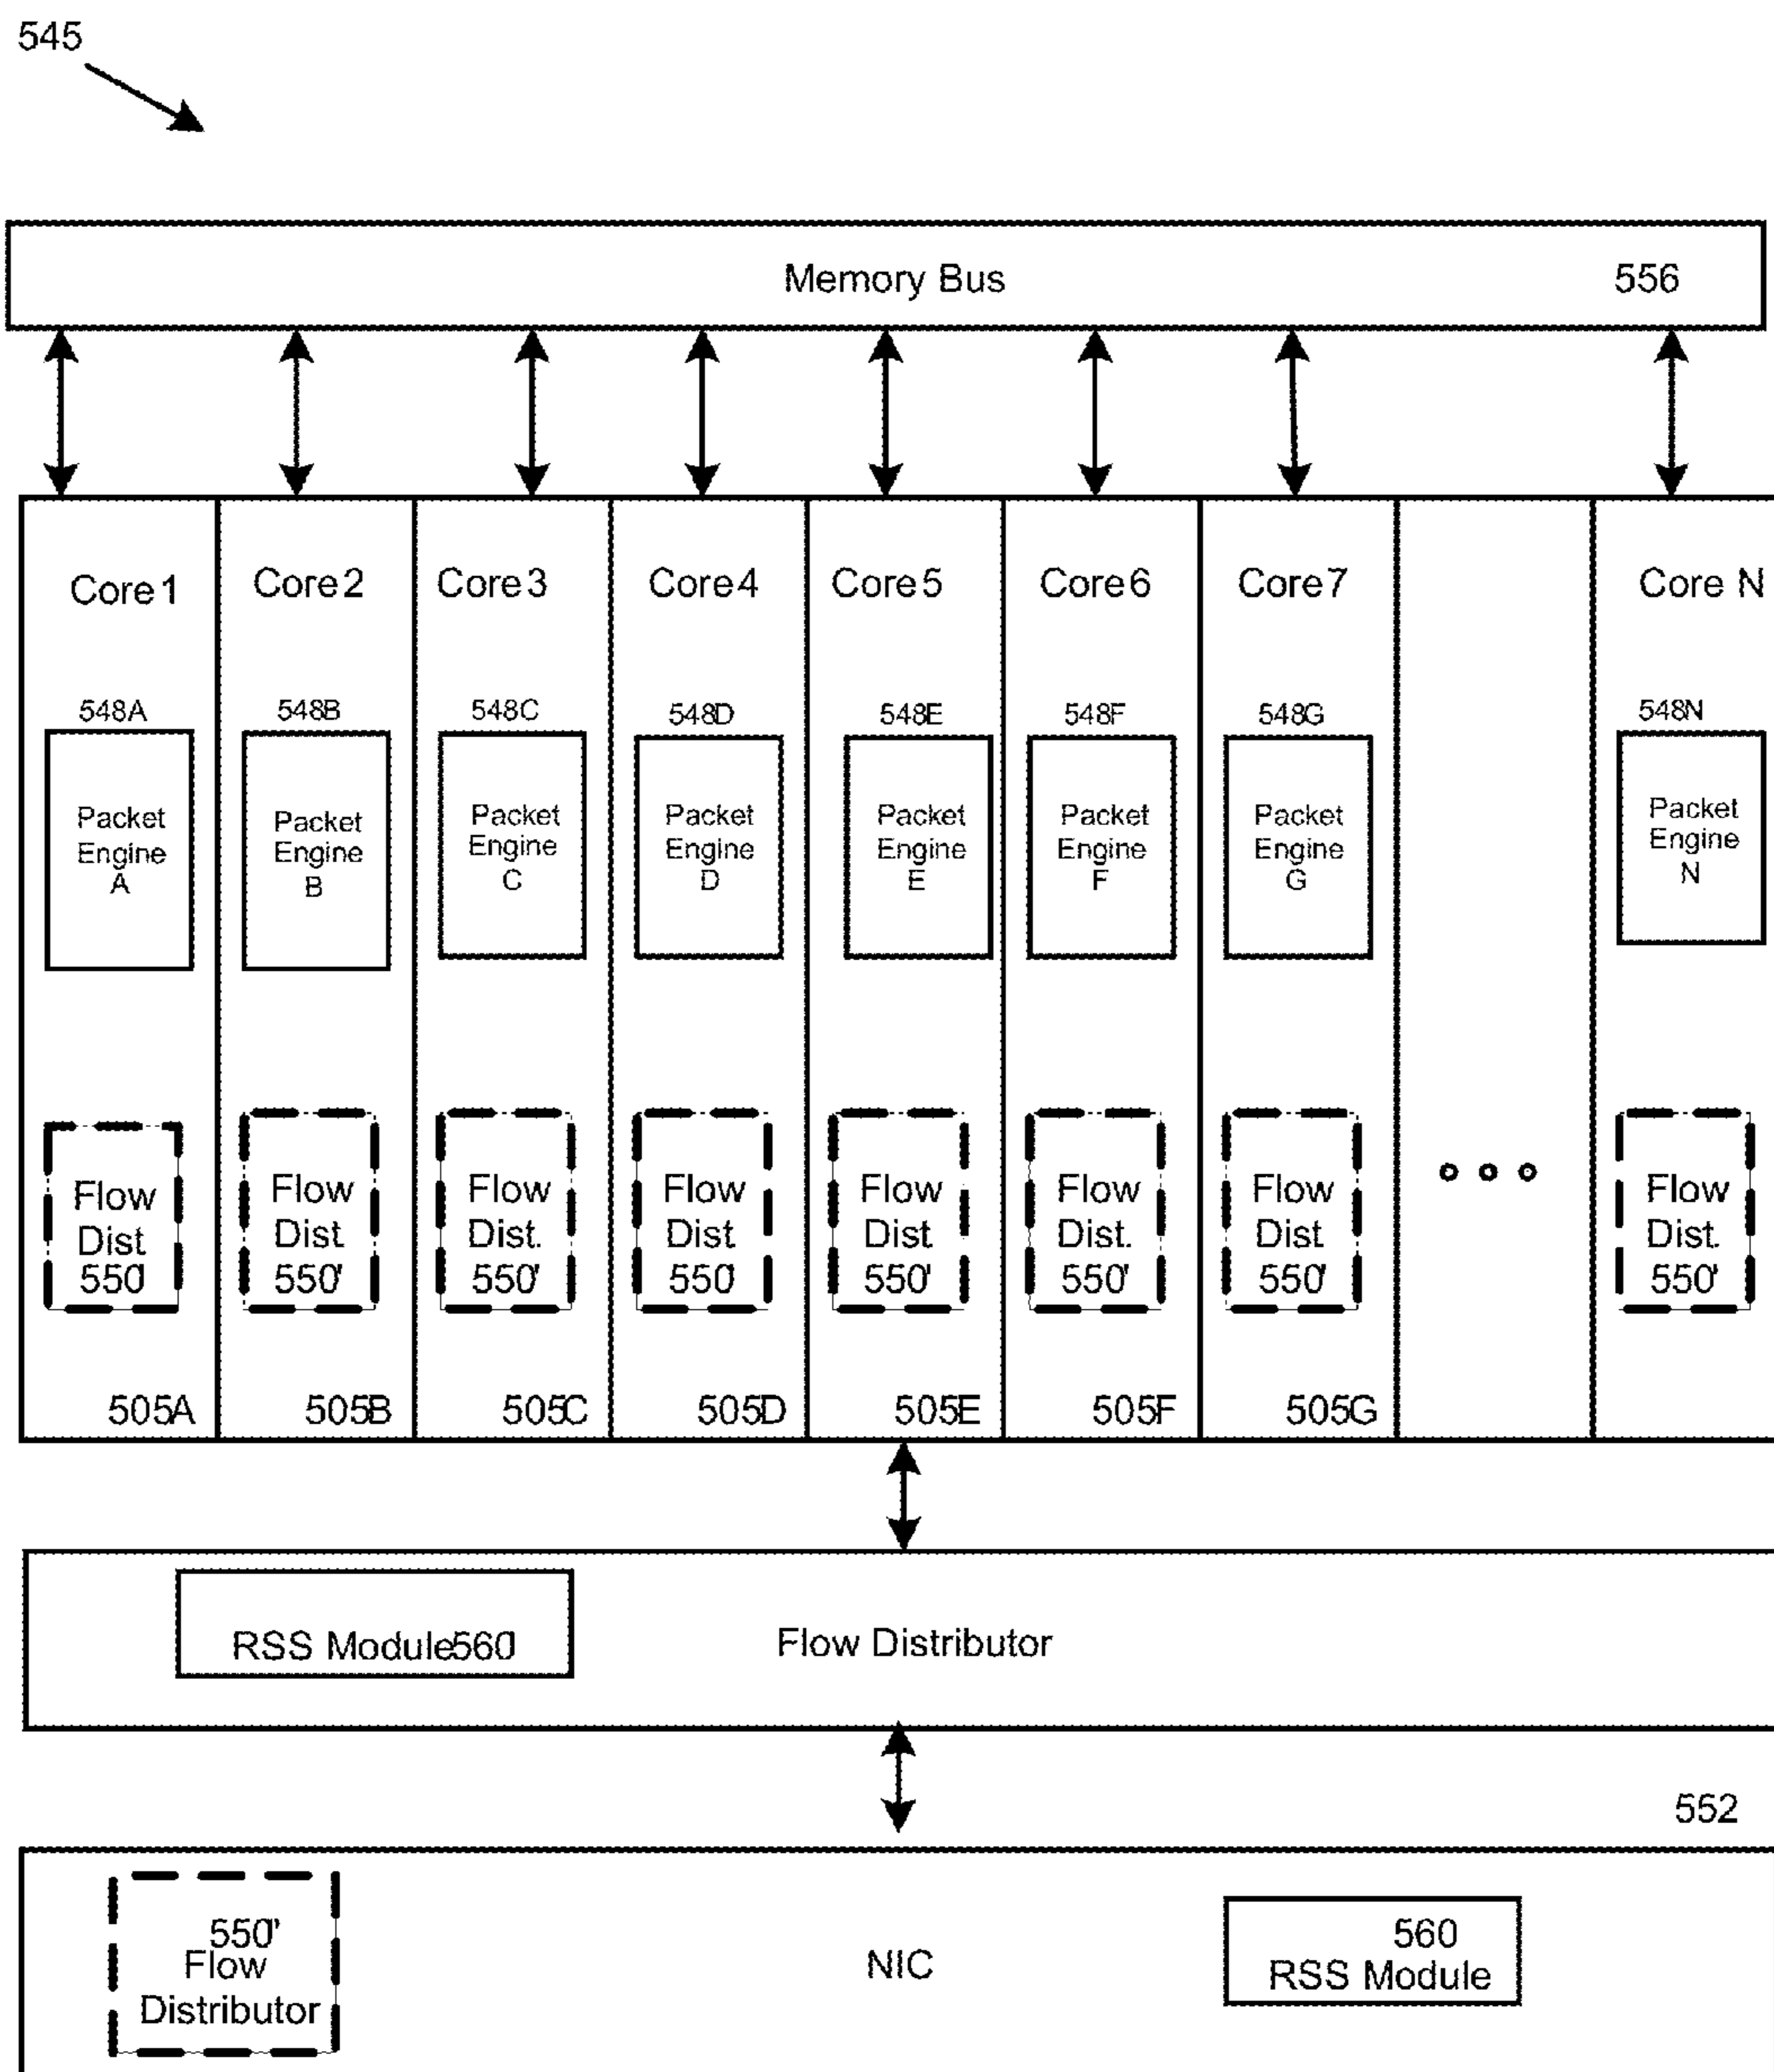 545
Memory Bus 556
Core 1 Core 2 Core 3 Core 4 Core 5 Core 6 Core 7 Core N
548A 548B 548C 548D 548E 548F 548G 548N
Packet
Engine
A
Packet
Engine
B
Packet
Engine
C
Packet
Engine
D
Packet
Engine
E
Packet
Engine
F
Packet
Engine
G
Packet
Engine
N
Flow
Dist
550'
Flow
Dist.
550'
Flow
Dist.
550'
Flow
Dist
550'
Flow
Dist.
550'
Flow
Dist.
550'
Flow
Dist.
550'
Flow
Dist.
550'
505A 505B 505C 505D 505E 505F 505G
RSS Module 560' Flow Distributor
552
550"
Flow
Distributor
NIC
560
RSS Module